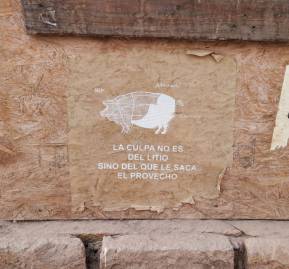 LA CULPA NO ES
DEL LITIO
SINO DEL QUE LE SACA
EL PROVECHO